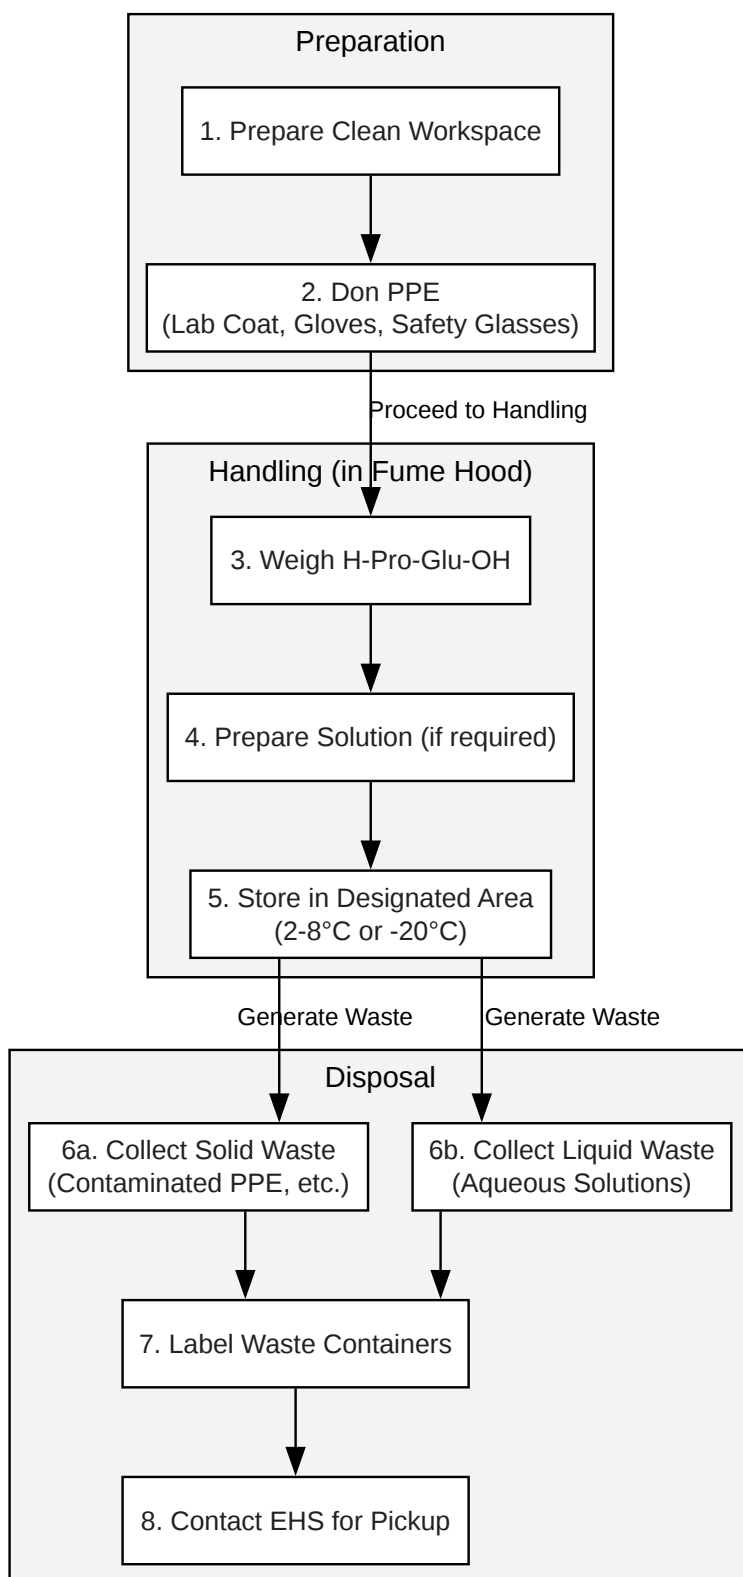 Preparation
1. Prepare Clean Workspace
2. Don PPE
(Lab Coat, Gloves, Safety Glasses)
Proceed to Handling
Handling (in Fume Hood)
3. Weigh H-Pro-Glu-OH
4. Prepare Solution (if required)
5. Store in Designated Area
(2-8°C or -20°C)
Generate Waste
Generate Waste
Disposal
6a. Collect Solid Waste
(Contaminated PPE, etc.)
6b. Collect Liquid Waste
(Aqueous Solutions)
7. Label Waste Containers
8. Contact EHS for Pickup